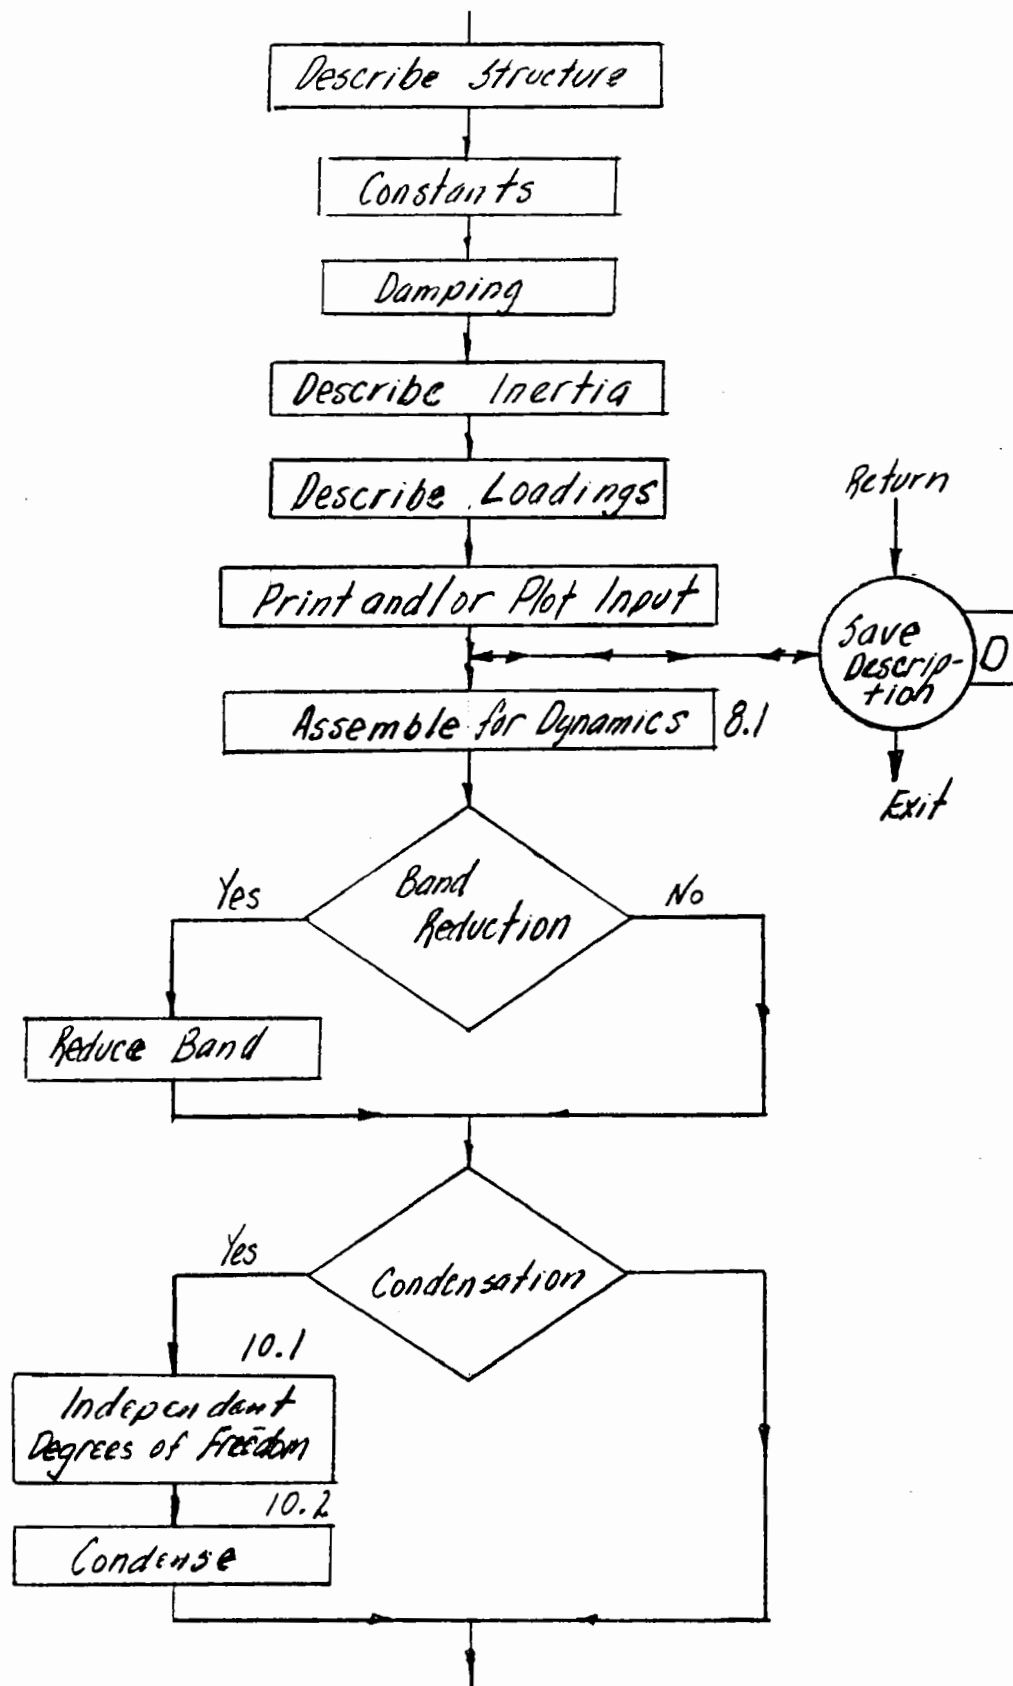 Describe Structure
Constants
Damping
Describe Inertia
Describe Loadings
Return
Print and/or Plot Input
Save
Descrip-
tion
D
Assemble for Dynamics 8.1
Exit
Band
Reduction
Yes
No
Reduce Band
Yes
Condensation
10.1
Independent
Degrees of Freedom
10.2
Condense